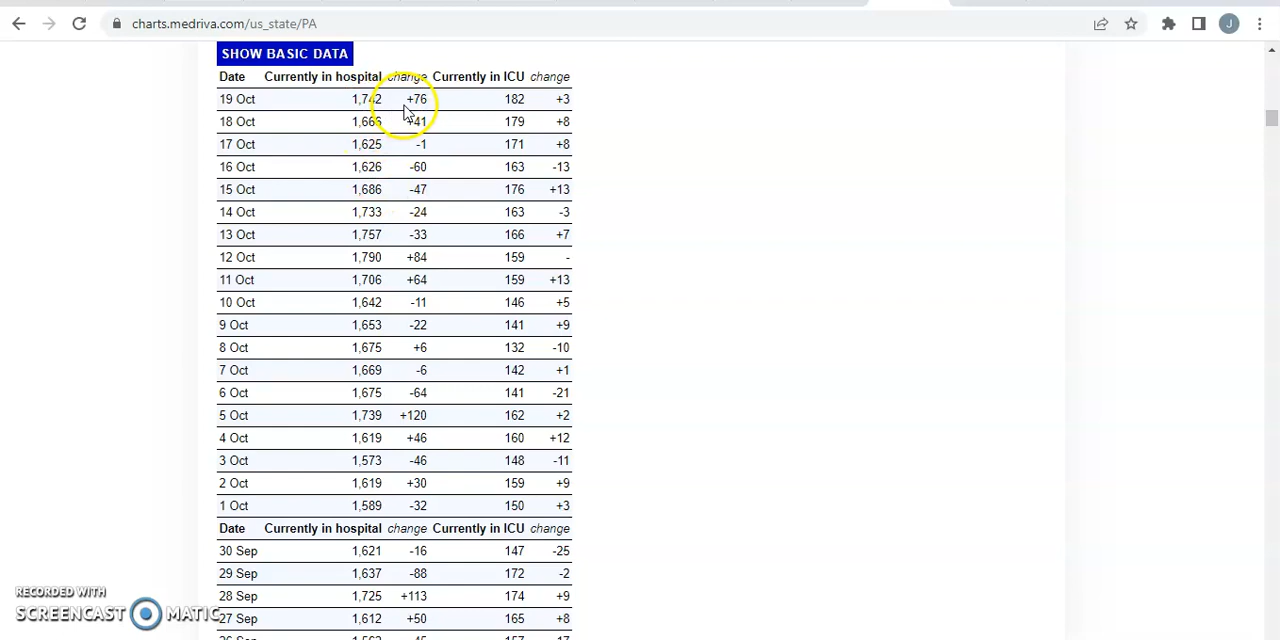 charts.medriva.com/us_state/PA
J
SHOW BASIC DATA
Date Currently in hospital change Currently in ICU change
19 Oct 1,742 +76 182 +3
18 Oct 1,666 +41 179 +8
17 Oct 1,625 -1 171 +8
16 Oct 1,626 -60 163 -13
15 Oct 1,686 -47 176 +13
14 Oct 1,733 -24 163 -3
13 Oct 1,757 -33 166 +7
12 Oct 1,790 +84 159 -
11 Oct 1,706 +64 159 +13
10 Oct 1,642 -11 146 +5
9 Oct 1,653 -22 141 +9
8 Oct 1,675 +6 132 -10
7 Oct 1,669 -6 142 +1
6 Oct 1,675 -64 141 -21
5 Oct 1,739 +120 162 +2
4 Oct 1,619 +46 160 +12
3 Oct 1,573 -46 148 -11
2 Oct 1,619 +30 159 +9
1 Oct 1,589 -32 150 +3
Date Currently in hospital change Currently in ICU change
30 Sep 1,621 -16 147 -25
29 Sep 1,637 -88 172 -2
28 Sep 1,725 +113 174 +9
27 Sep 1,612 +50 165 +8
RECORDED WITH
SCREENCAST MATIC